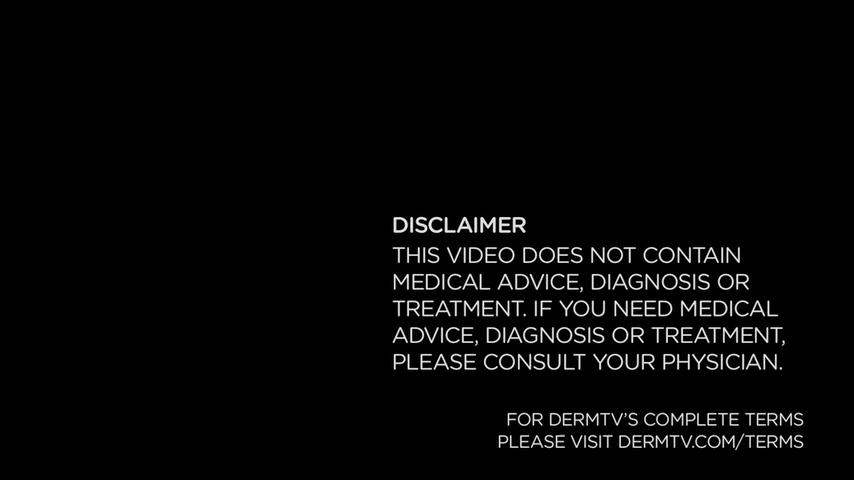 DISCLAIMER
THIS VIDEO DOES NOT CONTAIN
MEDICAL ADVICE, DIAGNOSIS OR
TREATMENT. IF YOU NEED MEDICAL
ADVICE, DIAGNOSIS OR TREATMENT,
PLEASE CONSULT YOUR PHYSICIAN.
FOR DERMTV'S COMPLETE TERMS
PLEASE VISIT DERMTV.COM/TERMS